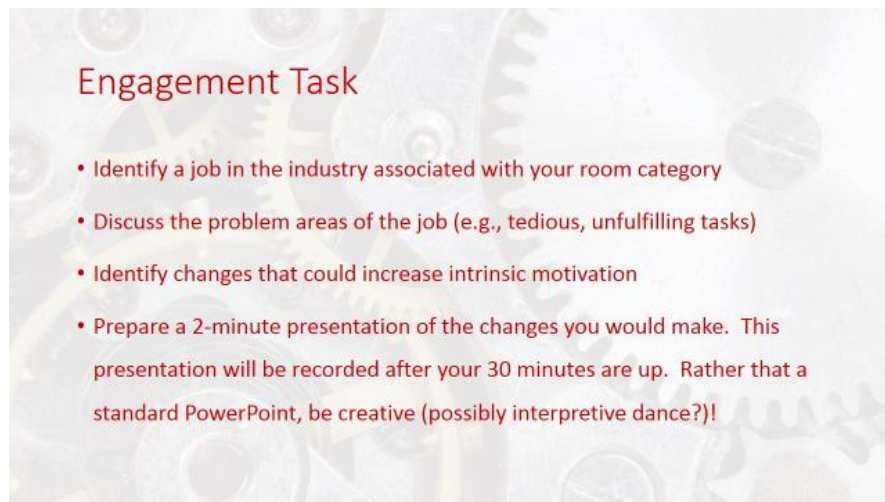 Engagement Task
• Identify a job in the industry associated with your room category
• Discuss the problem areas of the job (e.g., tedious, unfulfilling tasks)
• Identify changes that could increase intrinsic motivation
• Prepare a 2-minute presentation of the changes you would make.  This
presentation will be recorded after your 30 minutes are up.  Rather that a
standard PowerPoint, be creative (possibly interpretive dance?)!